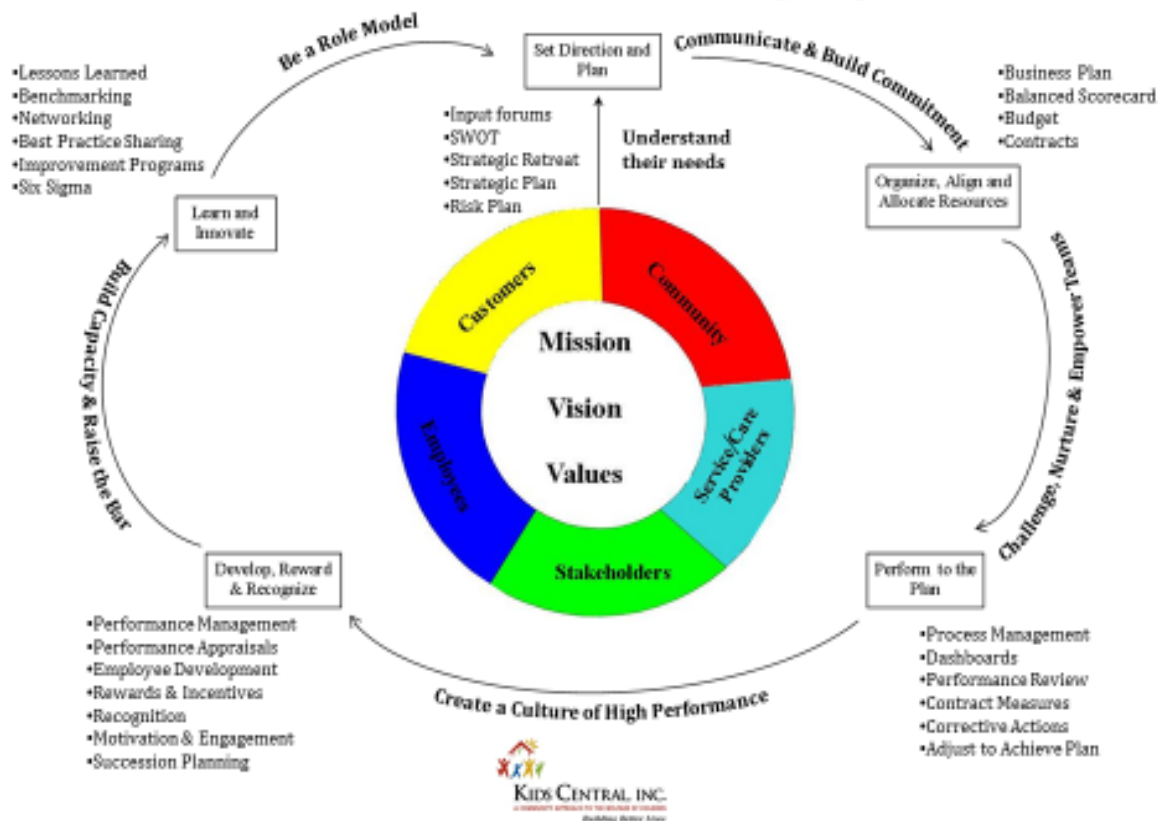 Be a Role Model
Set Direction and
Plan
Communicate & Build Commitment
•Lessons Learned
•Benchmarking
•Networking
•Best Practice Sharing
•Improvement Programs
•Six Sigma
•Input forums
•SWOT
•Strategic Retreat
•Strategic Plan
•Risk Plan
Understand
their needs
•Business Plan
•Balanced Scorecard
•Budget
•Contracts
Learn and
Innovate
Organize, Align and
Allocate Resources
Customers
Community
Mission
Vision
Values
Employees
Service/Care
Providers
Stakeholders
Build Capacity & Raise the Bar
Challenge, Nurture & Empower Teams
Develop, Reward
& Recognize
Perform to the
Plan
•Performance Management
•Performance Appraisals
•Employee Development
•Rewards & Incentives
•Recognition
•Motivation & Engagement
•Succession Planning
Create a Culture of High Performance
•Process Management
•Dashboards
•Performance Review
•Contract Measures
•Corrective Actions
•Adjust to Achieve Plan
KIDS CENTRAL, INC.